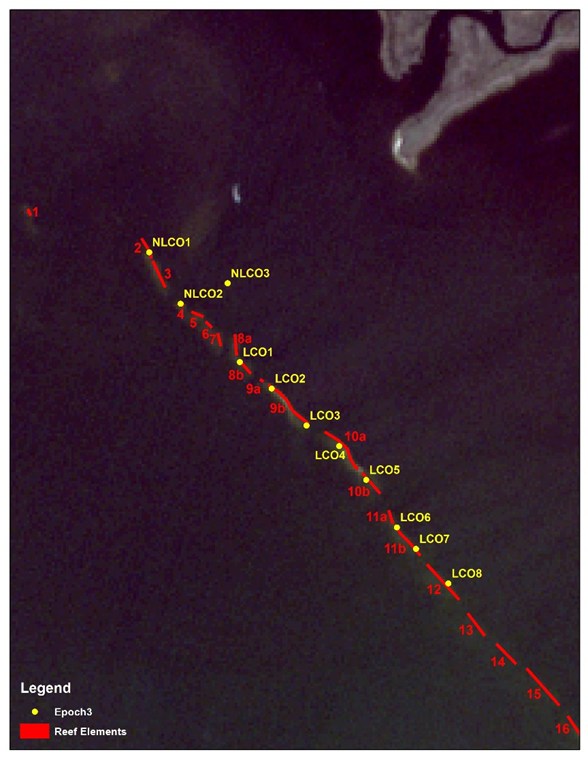 1
NLCO1
2
3
NLCO3
NLCO2
4
5
6
7
8a
LCO1
8b
LCO2
9a
9b
LCO3
10a
LCO4
LCO5
10b
11a
LCO6
LCO7
11b
LCO8
12
13
14
15
16
Legend
Epoch3
Reef Elements